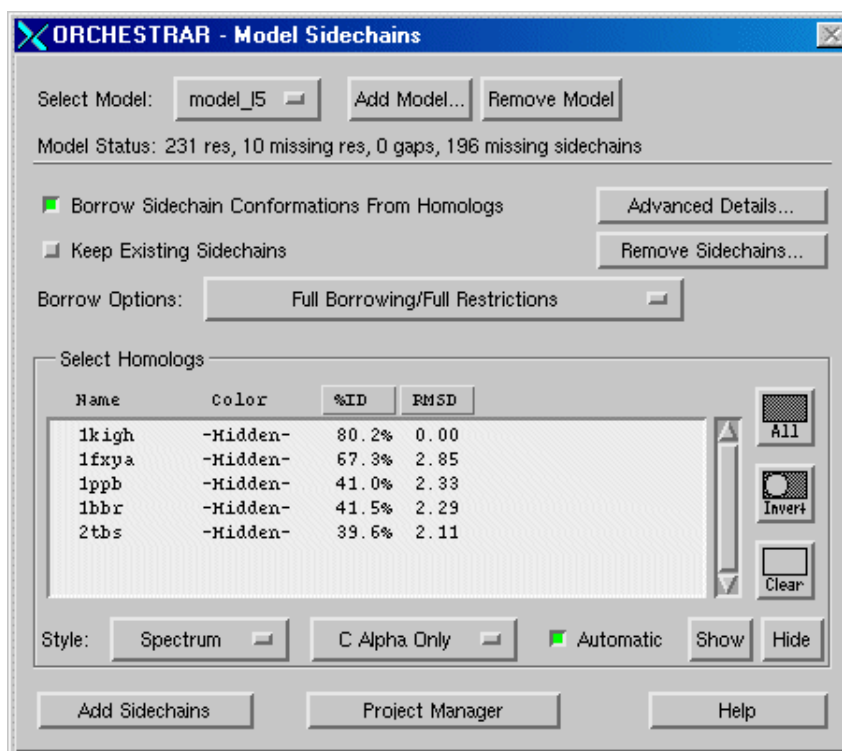 ORCHESTRAR - Model Sidechains
Select Model: model_l5 Add Model... Remove Model
Model Status: 231 res, 10 missing res, 0 gaps, 196 missing sidechains
Borrow Sidechain Conformations From Homologs Advanced Details...
Keep Existing Sidechains Remove Sidechains...
Borrow Options: Full Borrowing/Full Restrictions
Select Homologs
Name Color %ID RMSD
1kigh -Hidden- 80.2% 0.00
1fxya -Hidden- 67.3% 2.85
1ppb -Hidden- 41.0% 2.33
1bbr -Hidden- 41.5% 2.29
2tbs -Hidden- 39.6% 2.11
All
Invert
Clear
Style: Spectrum C Alpha Only Automatic Show Hide
Add Sidechains Project Manager Help